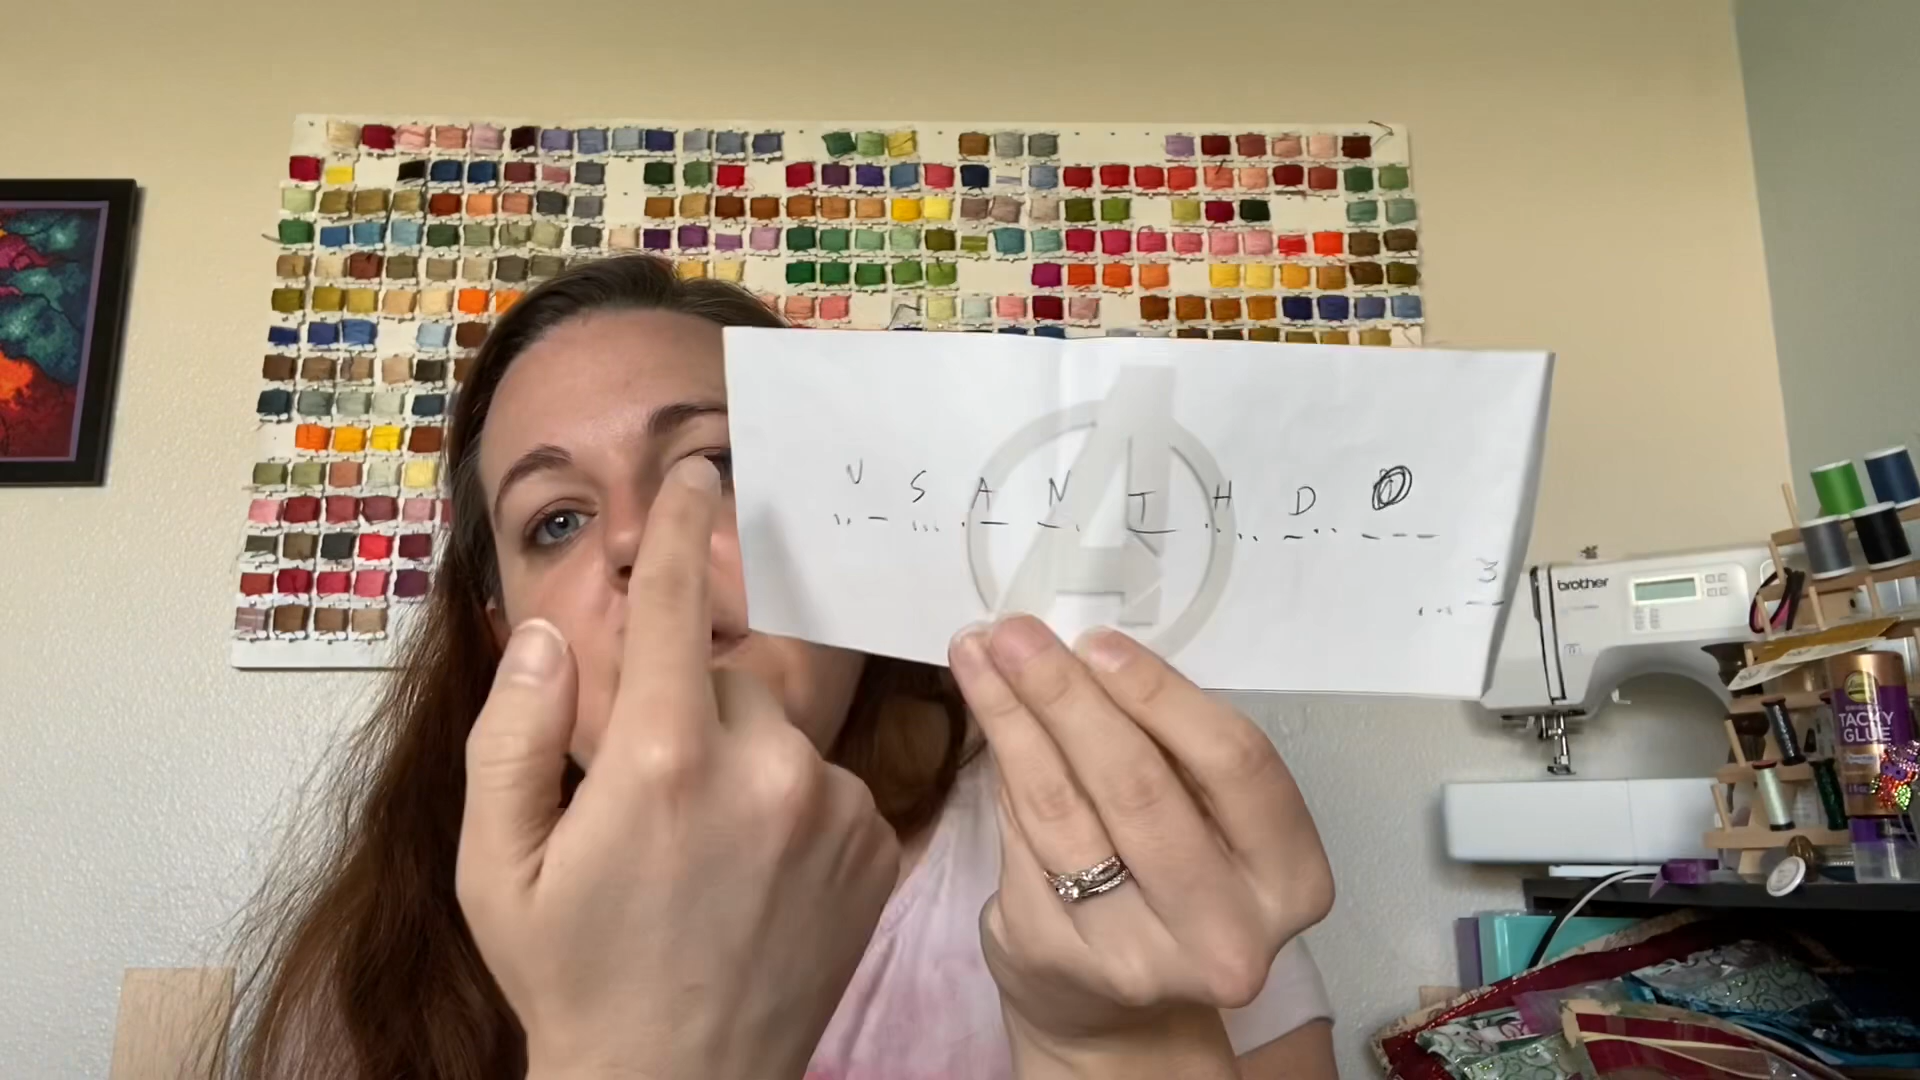 U S A N T H D
..— ... .— —. — .... —.. ———
3
...—
brother
TACKY
GLUE